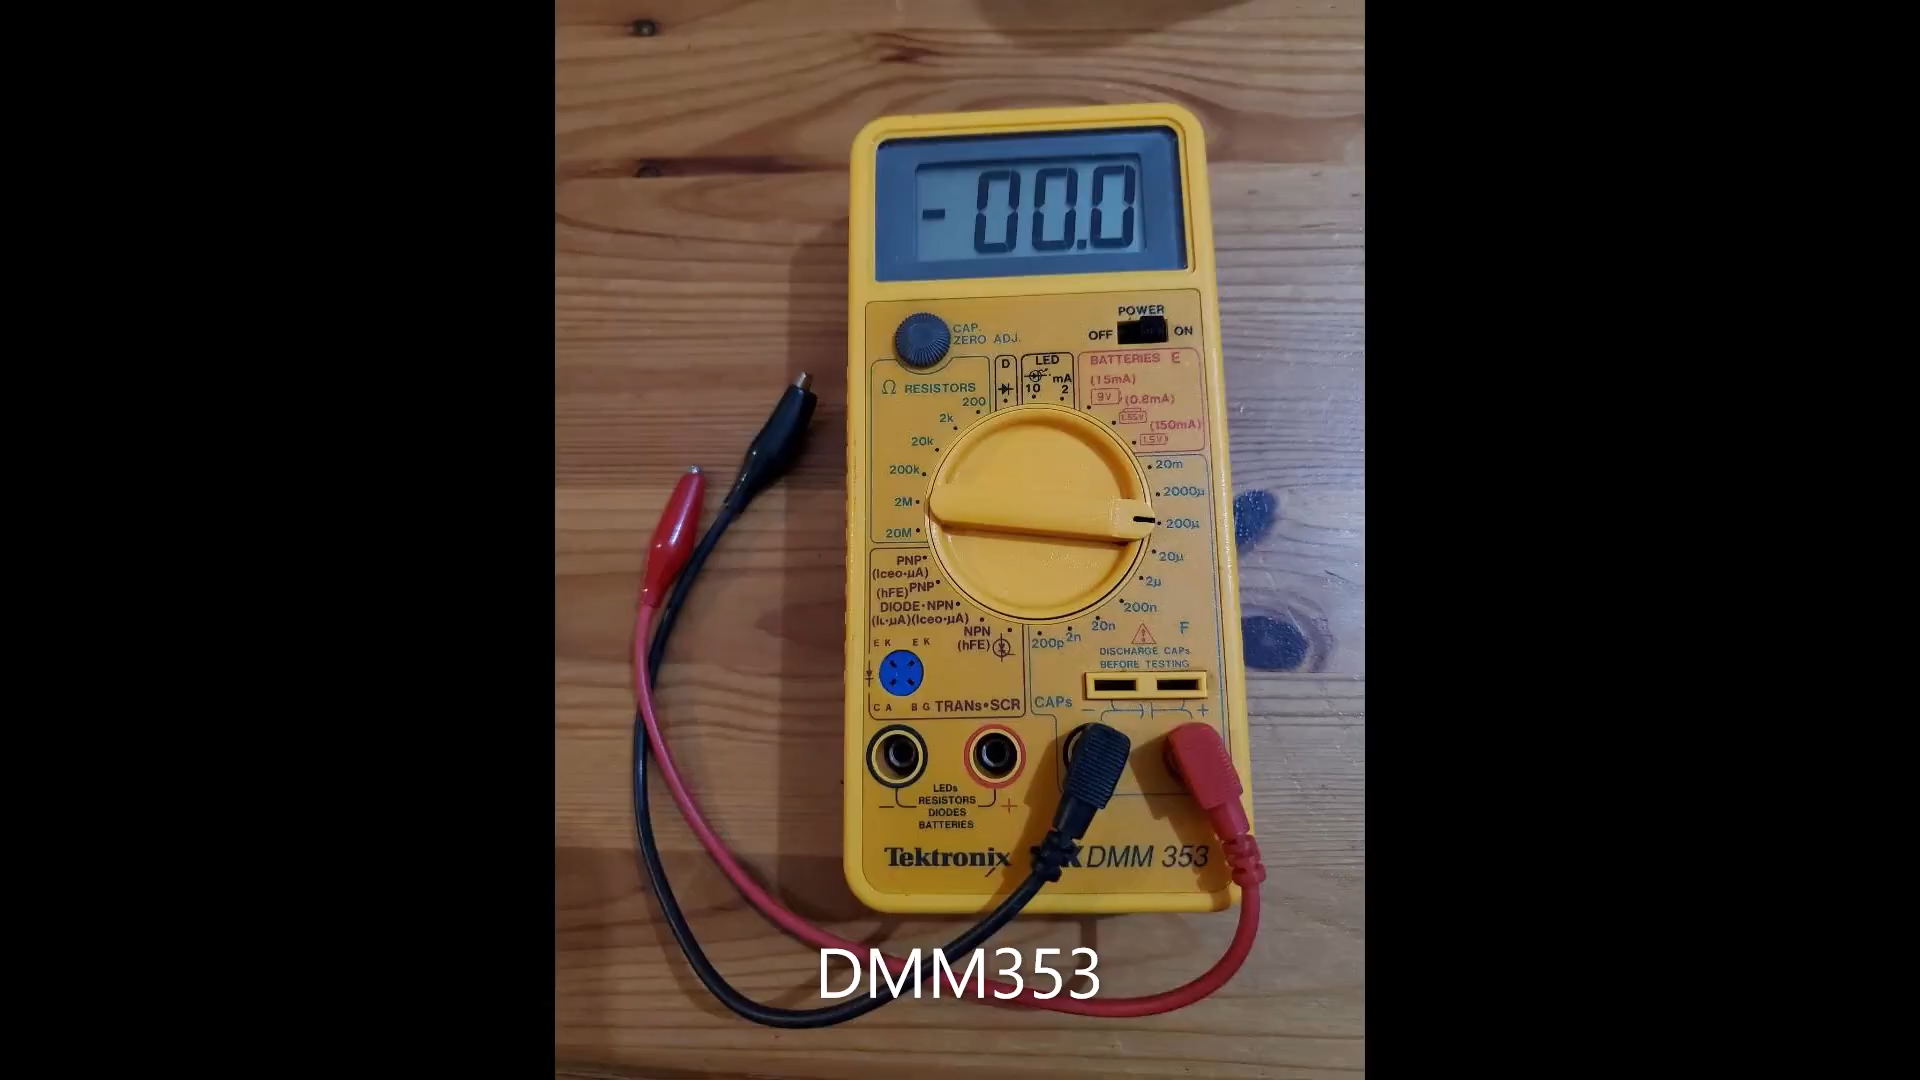 -00.0
POWER
OFF ON
CAP.
ZERO ADJ.
Ω RESISTORS
200
2k
20k
200k
2M
20M
D
LED
mA
10 2
BATTERIES E
(15mA)
9V (0.8mA)
1.55V (150mA)
1.5V
20m
2000µ
200µ
20µ
2µ
200n
20n
2n
200p
F
PNP
(Iceo•µA)
(hFE) PNP
DIODE•NPN
(IL•µA)(Iceo•µA)
NPN
(hFE)
E K E K
C A B G TRANs•SCR
DISCHARGE CAPs
BEFORE TESTING
CAPs
- +
LEDs
RESISTORS
DIODES
BATTERIES
- +
Tektronix
DMM 353
DMM353